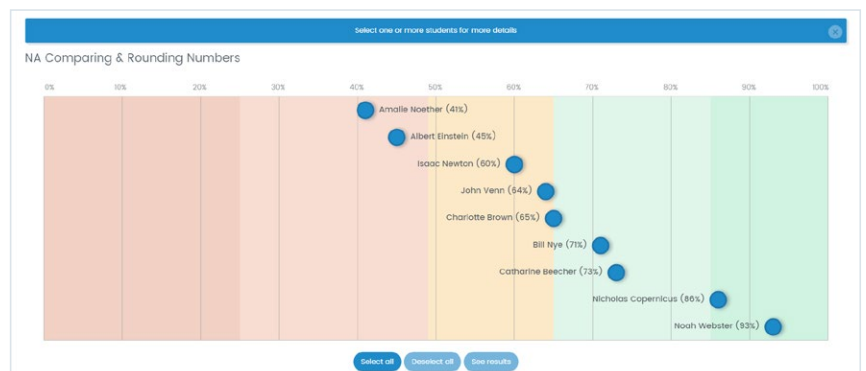 Select one or more students for more details
NA Comparing & Rounding Numbers
0% 10% 20% 30% 40% 50% 60% 70% 80% 90% 100%
Amalie Noether (41%)
Albert Einstein (45%)
Isaac Newton (60%)
John Venn (64%)
Charlotte Brown (65%)
Bill Nye (71%)
Catharine Beecher (73%)
Nicholas Copernicus (86%)
Noah Webster (93%)
Select all Deselect all See results